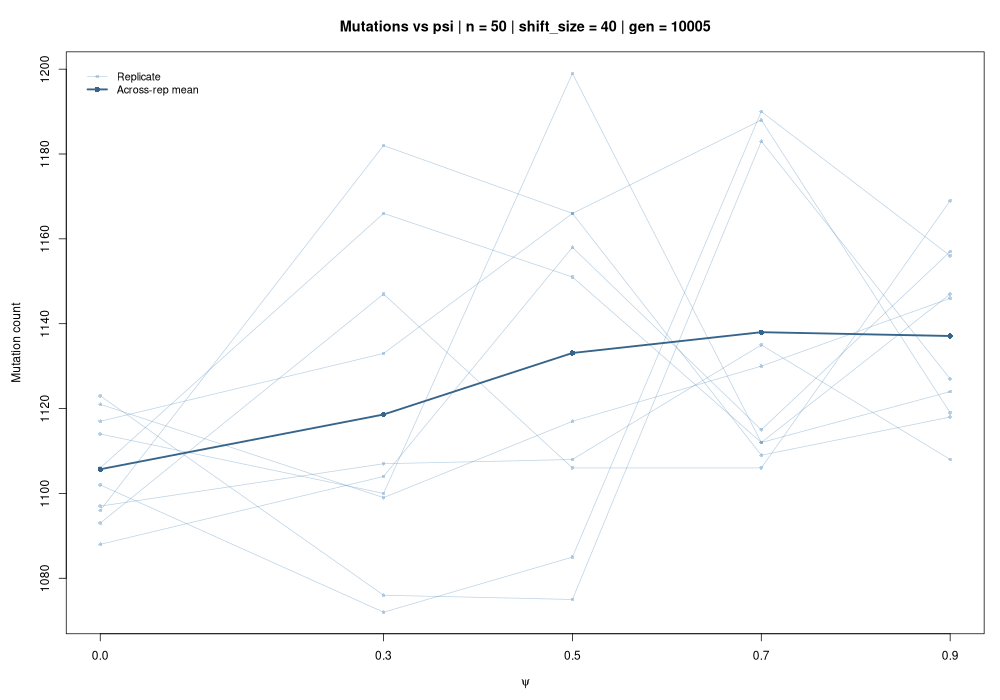 Mutations vs psi | n = 50 | shift_size = 40 | gen = 10005
Replicate
Across-rep mean
Mutation count
1200
1180
1160
1140
1120
1100
1080
0.0 0.3 0.5 0.7 0.9
ψ